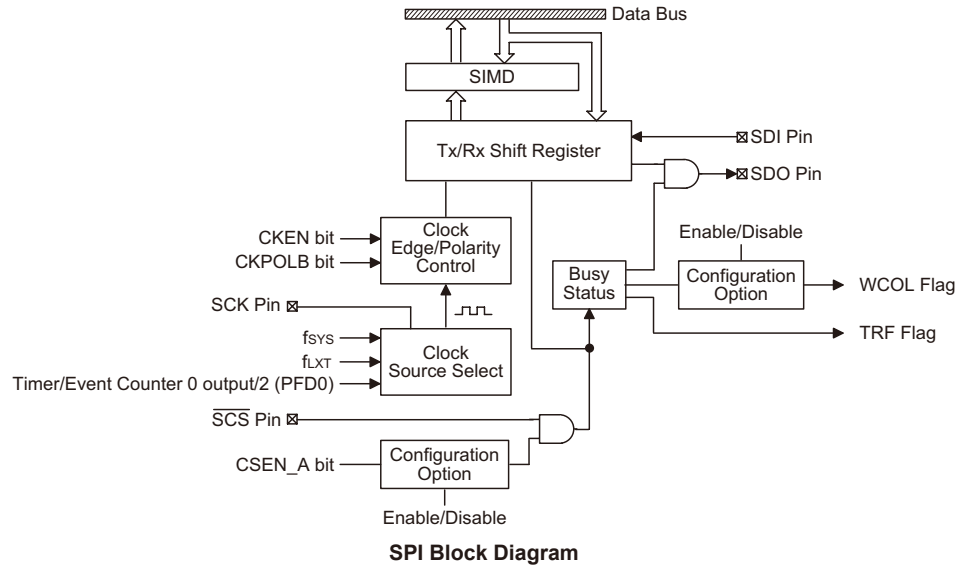 Data Bus
SIMD
Tx/Rx Shift Register
SDI Pin
SDO Pin
CKEN bit
CKPOLB bit
Clock
Edge/Polarity
Control
Enable/Disable
Busy
Status
Configuration
Option
WCOL Flag
TRF Flag
SCK Pin
fSYS
fLXT
Timer/Event Counter 0 output/2 (PFD0)
Clock
Source Select
SCS Pin
CSEN_A bit
Configuration
Option
Enable/Disable
SPI Block Diagram